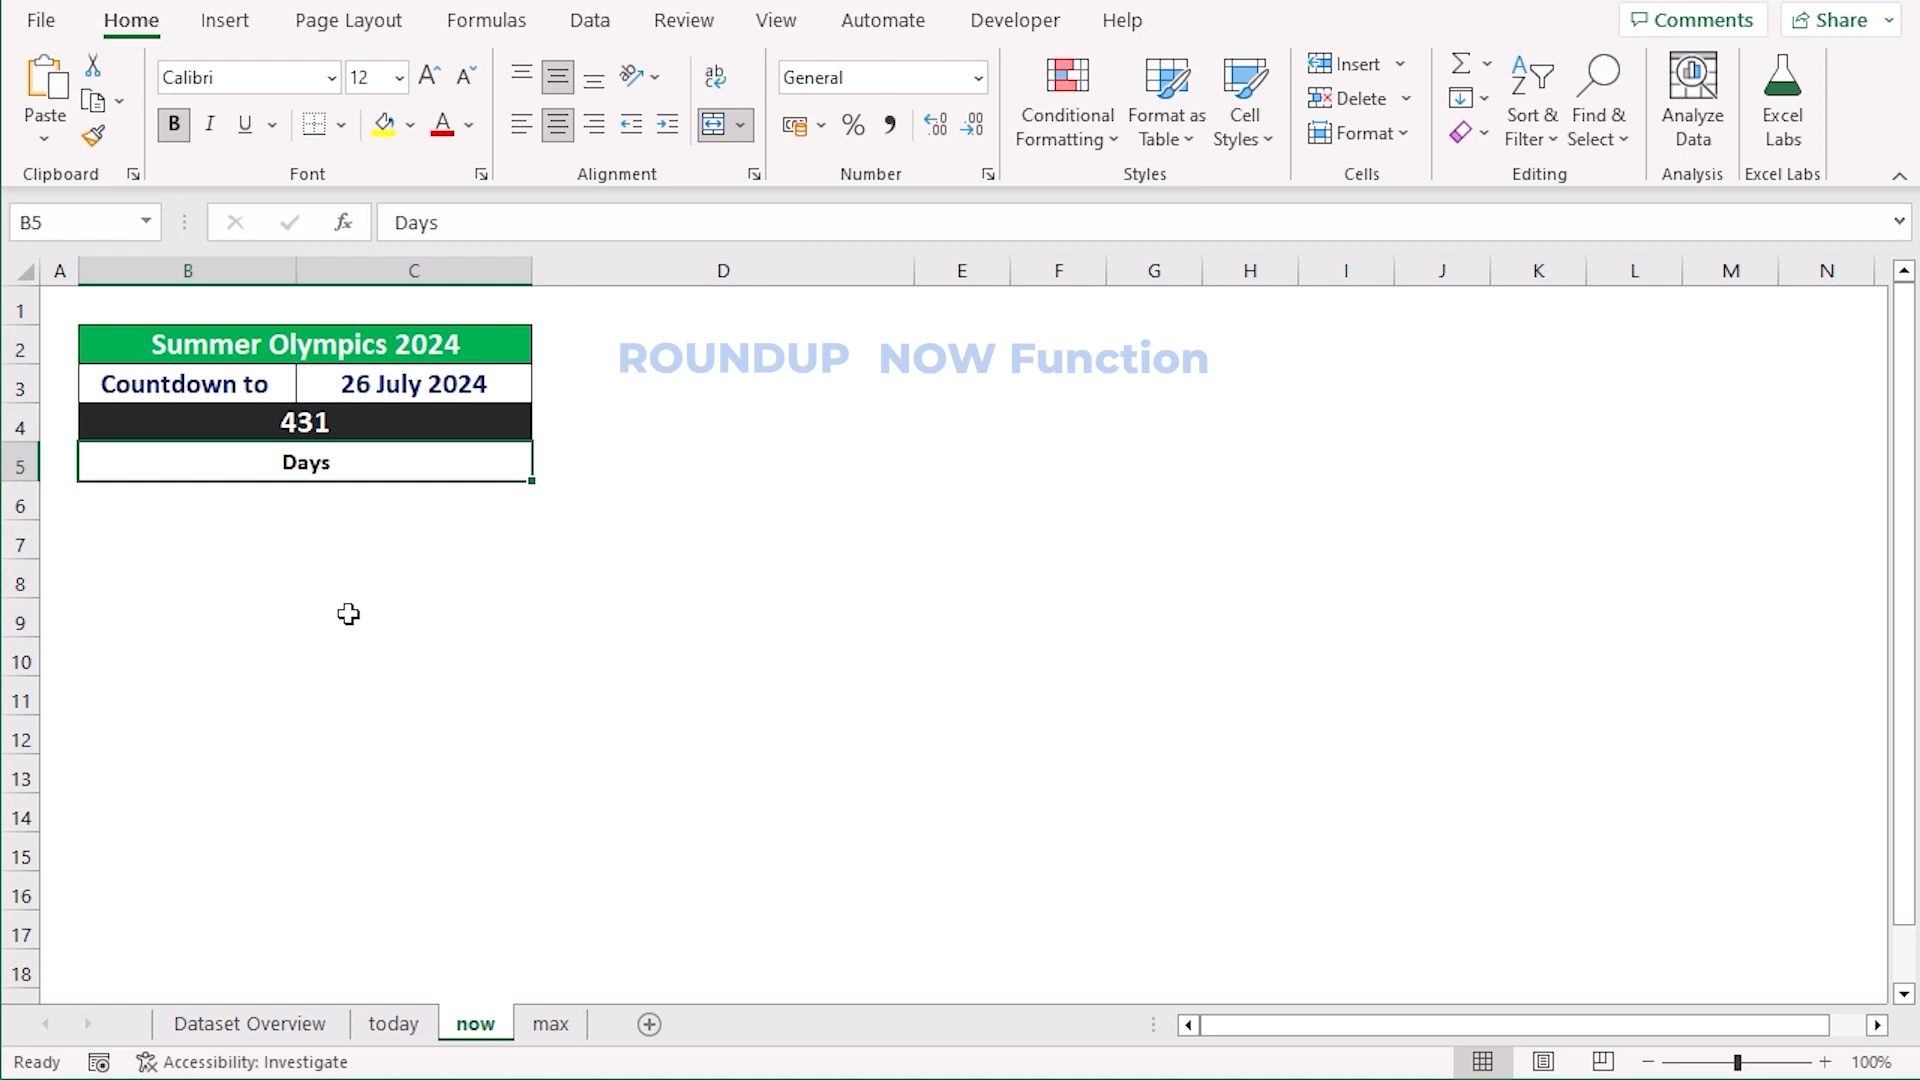 File Home Insert Page Layout Formulas Data Review View Automate Developer Help Comments Share
Paste
Clipboard
Calibri 12
B I U A
Font
ab
Alignment
General
% 9
Number
Conditional Formatting
Format as Table
Cell Styles
Styles
Insert
Delete
Format
Cells
Sort & Filter
Find & Select
Editing
Analyze Data
Analysis
Excel Labs
Excel Labs
B5 fx Days
A B C D E F G H I J K L M N
1
2 Summer Olympics 2024
ROUNDUP NOW Function
3 Countdown to 26 July 2024
4 431
5 Days
6
7
8
9
10
11
12
13
14
15
16
17
18
Dataset Overview today now max
Ready Accessibility: Investigate 100%